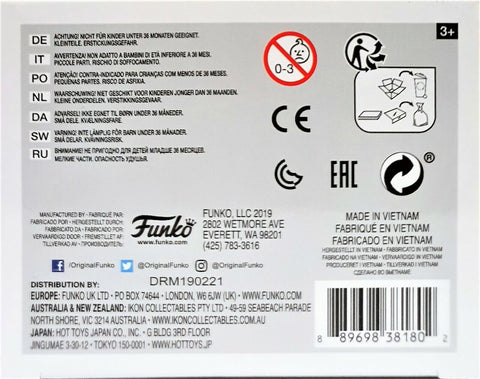 3+
DE ACHTUNG! NICHT FÜR KINDER UNTER 36 MONATEN GEEIGNET.
KLEINTEILE. ERSTICKUNGSGEFAHR.
IT AVVERTENZA! NON ADATTO A BAMBINI DI ETÀ INFERIORE A 36 MESI.
PICCOLE PARTI, RISCHIO DI SOFFOCAMENTO.
PO ATENÇÃO! CONTRA-INDICADO PARA CRIANÇAS COM MENOS DE 36 MESES.
PEQUENAS PARTES. RISCO DE ASFIXIA.
NL WAARSCHUWING! NIET GESCHIKT VOOR KINDEREN JONGER DAN 36 MAANDEN.
KLEINE ONDERDELEN. VERSTIKKINGSGEVAAR.
DA ADVARSEL! IKKE EGNET TIL BØRN UNDER 36 MÅNEDER.
SMÅ DELE. KVÆLNINGSFARE.
SW VARNING! INTE LÄMPLIG FÖR BARN UNDER 36 MÅNADER.
SMÅ DELAR. KVÄVNINGSRISK.
RU ВНИМАНИЕ! НЕ ПРИГОДНО ДЛЯ ДЕТЕЙ МЛАДШЕ 36 МЕСЯЦЕВ.
МЕЛКИЕ ЧАСТИ. ОПАСНОСТЬ УДУШЬЯ.
0-3
CE
EAC
®
MANUFACTURED BY • FABRIQUÉ PAR
HERGESTELLT VON • FABBRICATO DA
FABRICADO POR • FABRICADO POR
VERVAARDIGD DOOR • FREMSTILLET AF
TILLVERKAD AV • ПРОИЗВОДИТЕЛЬ:
Funko
www.funko.com
FUNKO, LLC 2019
2802 WETMORE AVE
EVERETT, WA 98201
(425) 783-3616
MADE IN VIETNAM
FABRIQUÉ EN VIETNAM
FABRICADO EN VIETNAM
HERGESTELLT IN VIETNAM • FABBRICATO IN VIETNAM
FABRICADO NA VIETNAM • VERVAARDIGD IN VIETNAM
PRODUCERET I VIETNAM • TILLVERKAD I VIETNAM
СДЕЛАНО ВО ВЬЕТНАМЕ
/OriginalFunko @OriginalFunko @OriginalFunko
DRM190221
DISTRIBUTION BY:
EUROPE: FUNKO UK LTD • PO BOX 74644 • LONDON, W6 6JW UK • WWW.FUNKO.COM
AUSTRALIA & NEW ZEALAND: IKON COLLECTABLES PTY LTD • 49-59 SEABEACH PARADE
NORTH SHORE, VIC 3214 AUSTRALIA • WWW.IKONCOLLECTABLES.COM.AU
JAPAN: HOT TOYS JAPAN CO., INC. • G BLDG 3RD FLOOR
JINGUMAE 3-30-12 • TOKYO 150-0001 • WWW.HOTTOYS.JP
8 89698 38180 2